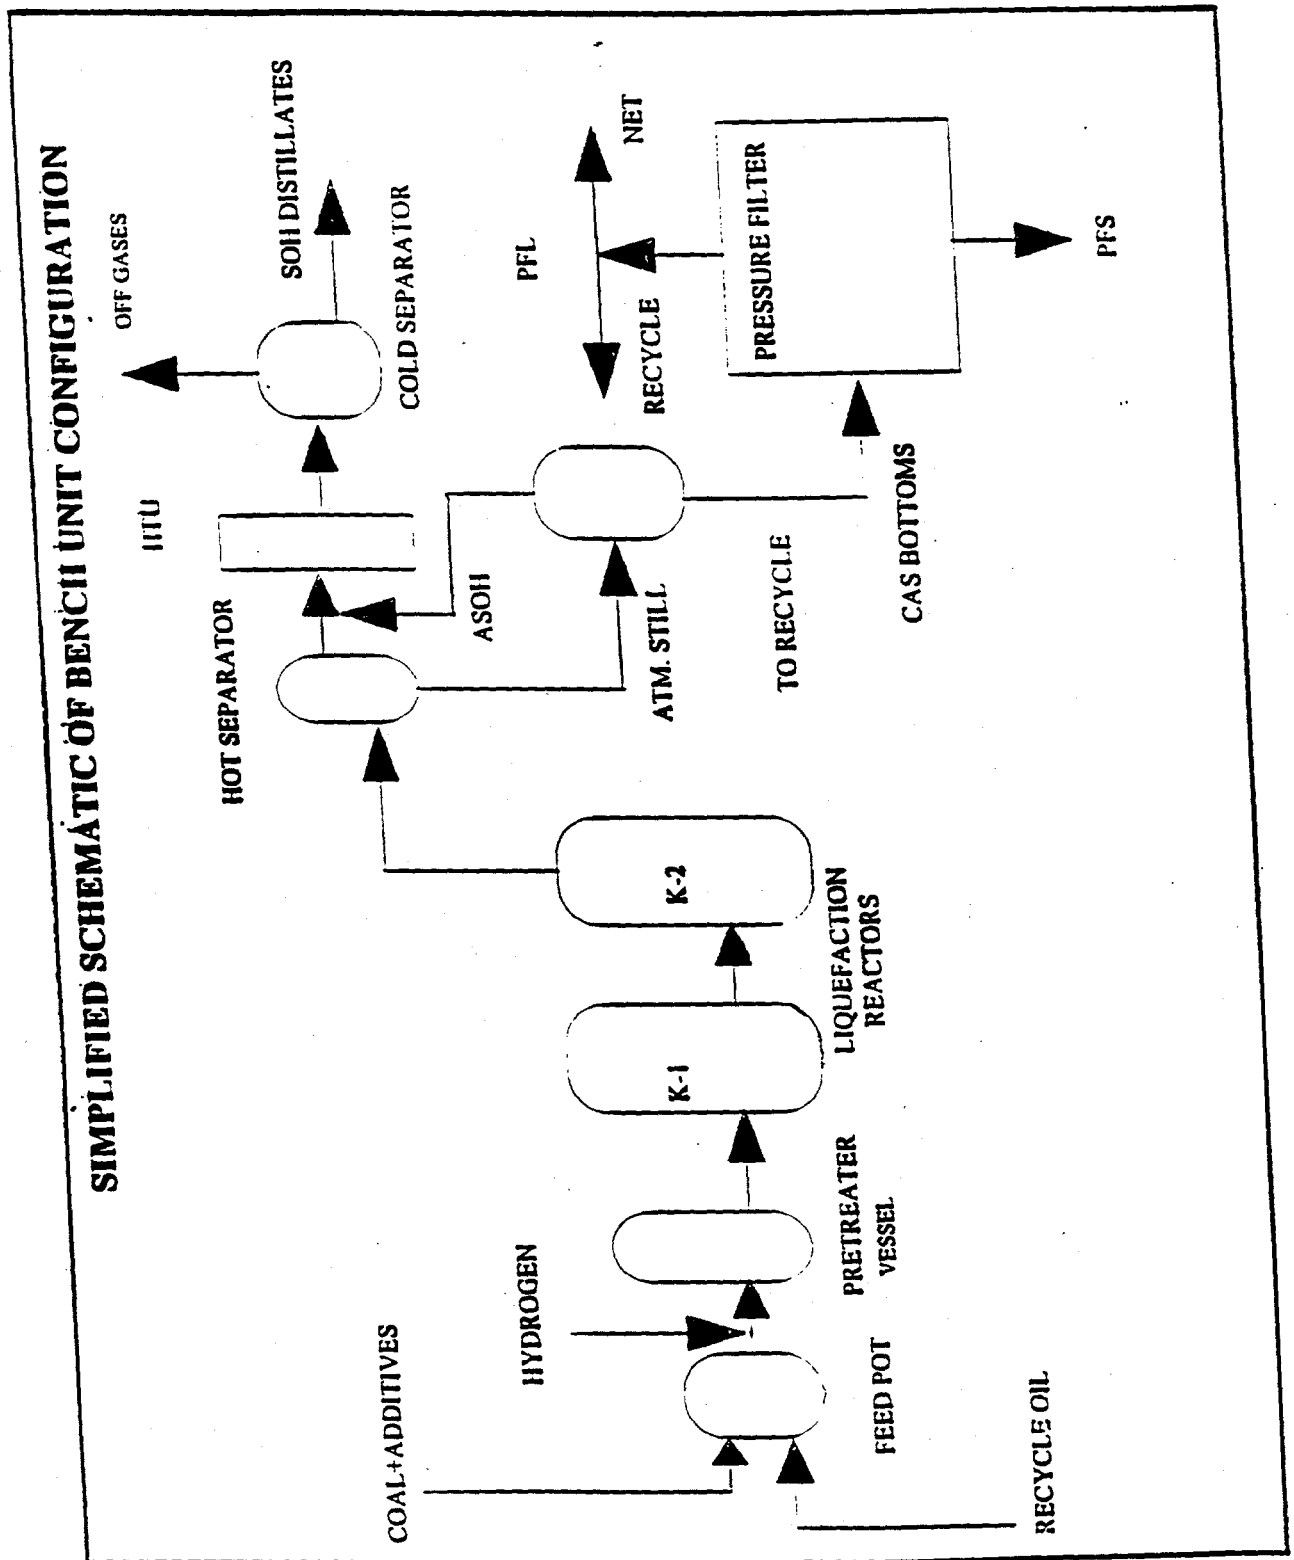 SIMPLIFIED SCHEMATIC OF BENCH UNIT CONFIGURATION
COAL+ADDITIVES
HYDROGEN
RECYCLE OIL
FEED POT
PRETREATER
VESSEL
K-1
K-2
LIQUEFACTION
REACTORS
HOT SEPARATOR
HTU
OFF GASES
SOH DISTILLATES
COLD SEPARATOR
ASOH
ATM. STILL
TO RECYCLE
CAS BOTTOMS
RECYCLE
PFL
NET
PRESSURE FILTER
PFS